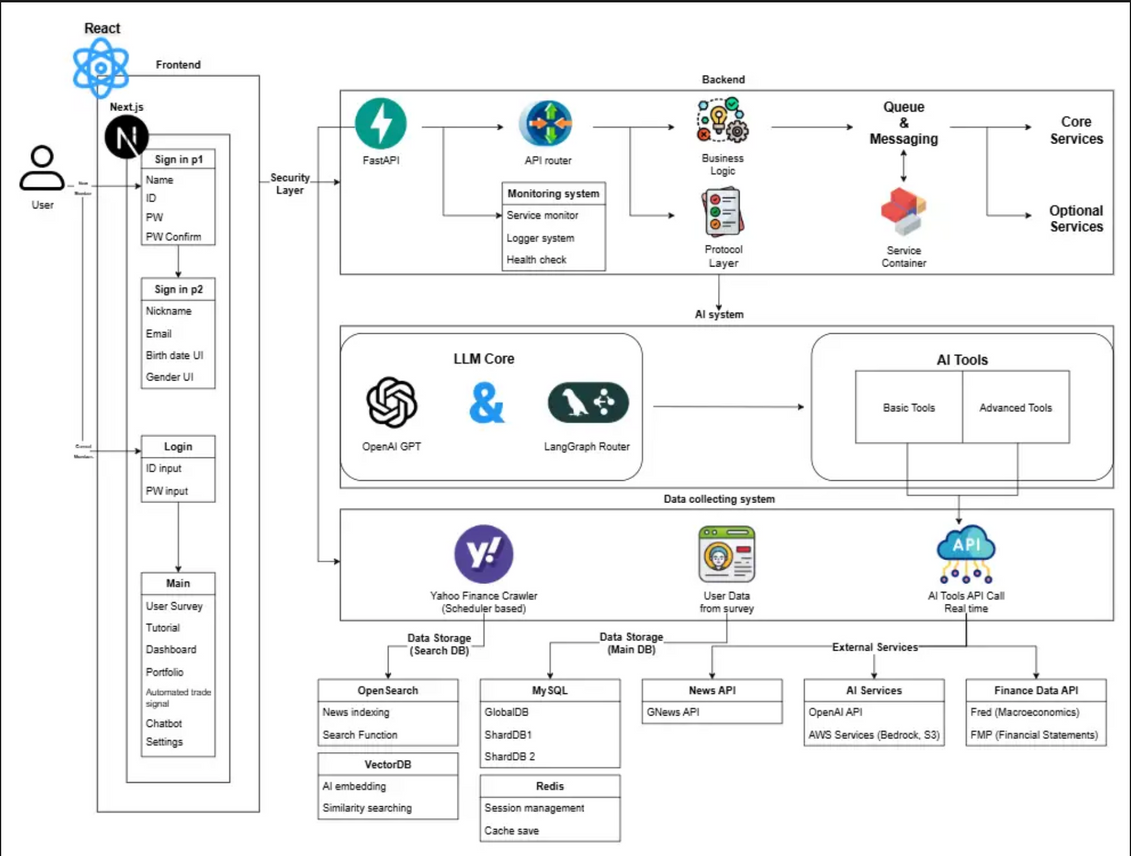 React
Frontend
Next.js
User
Sign in p1
Name
ID
PW
PW Confirm
Sign in p2
Nickname
Email
Birth date UI
Gender UI
Login
ID input
PW input
Main
User Survey
Tutorial
Dashboard
Portfolio
Automated trade
signal
Chatbot
Settings
Security
Layer
Backend
FastAPI
API router
Monitoring system
Service monitor
Logger system
Health check
Business
Logic
Protocol
Layer
Queue
&
Messaging
Service
Container
Core
Services
Optional
Services
AI system
LLM Core
OpenAI GPT
&
LangGraph Router
AI Tools
Basic Tools
Advanced Tools
Data collecting system
y!
Yahoo Finance Crawler
(Scheduler based)
User Data
from survey
API
AI Tools API Call
Real time
Data Storage
(Search DB)
Data Storage
(Main DB)
External Services
OpenSearch
News indexing
Search Function
VectorDB
AI embedding
Similarity searching
MySQL
GlobalDB
ShardDB1
ShardDB 2
Redis
Session management
Cache save
News API
GNews API
AI Services
OpenAI API
AWS Services (Bedrock, S3)
Finance Data API
Fred (Macroeconomics)
FMP (Financial Statements)